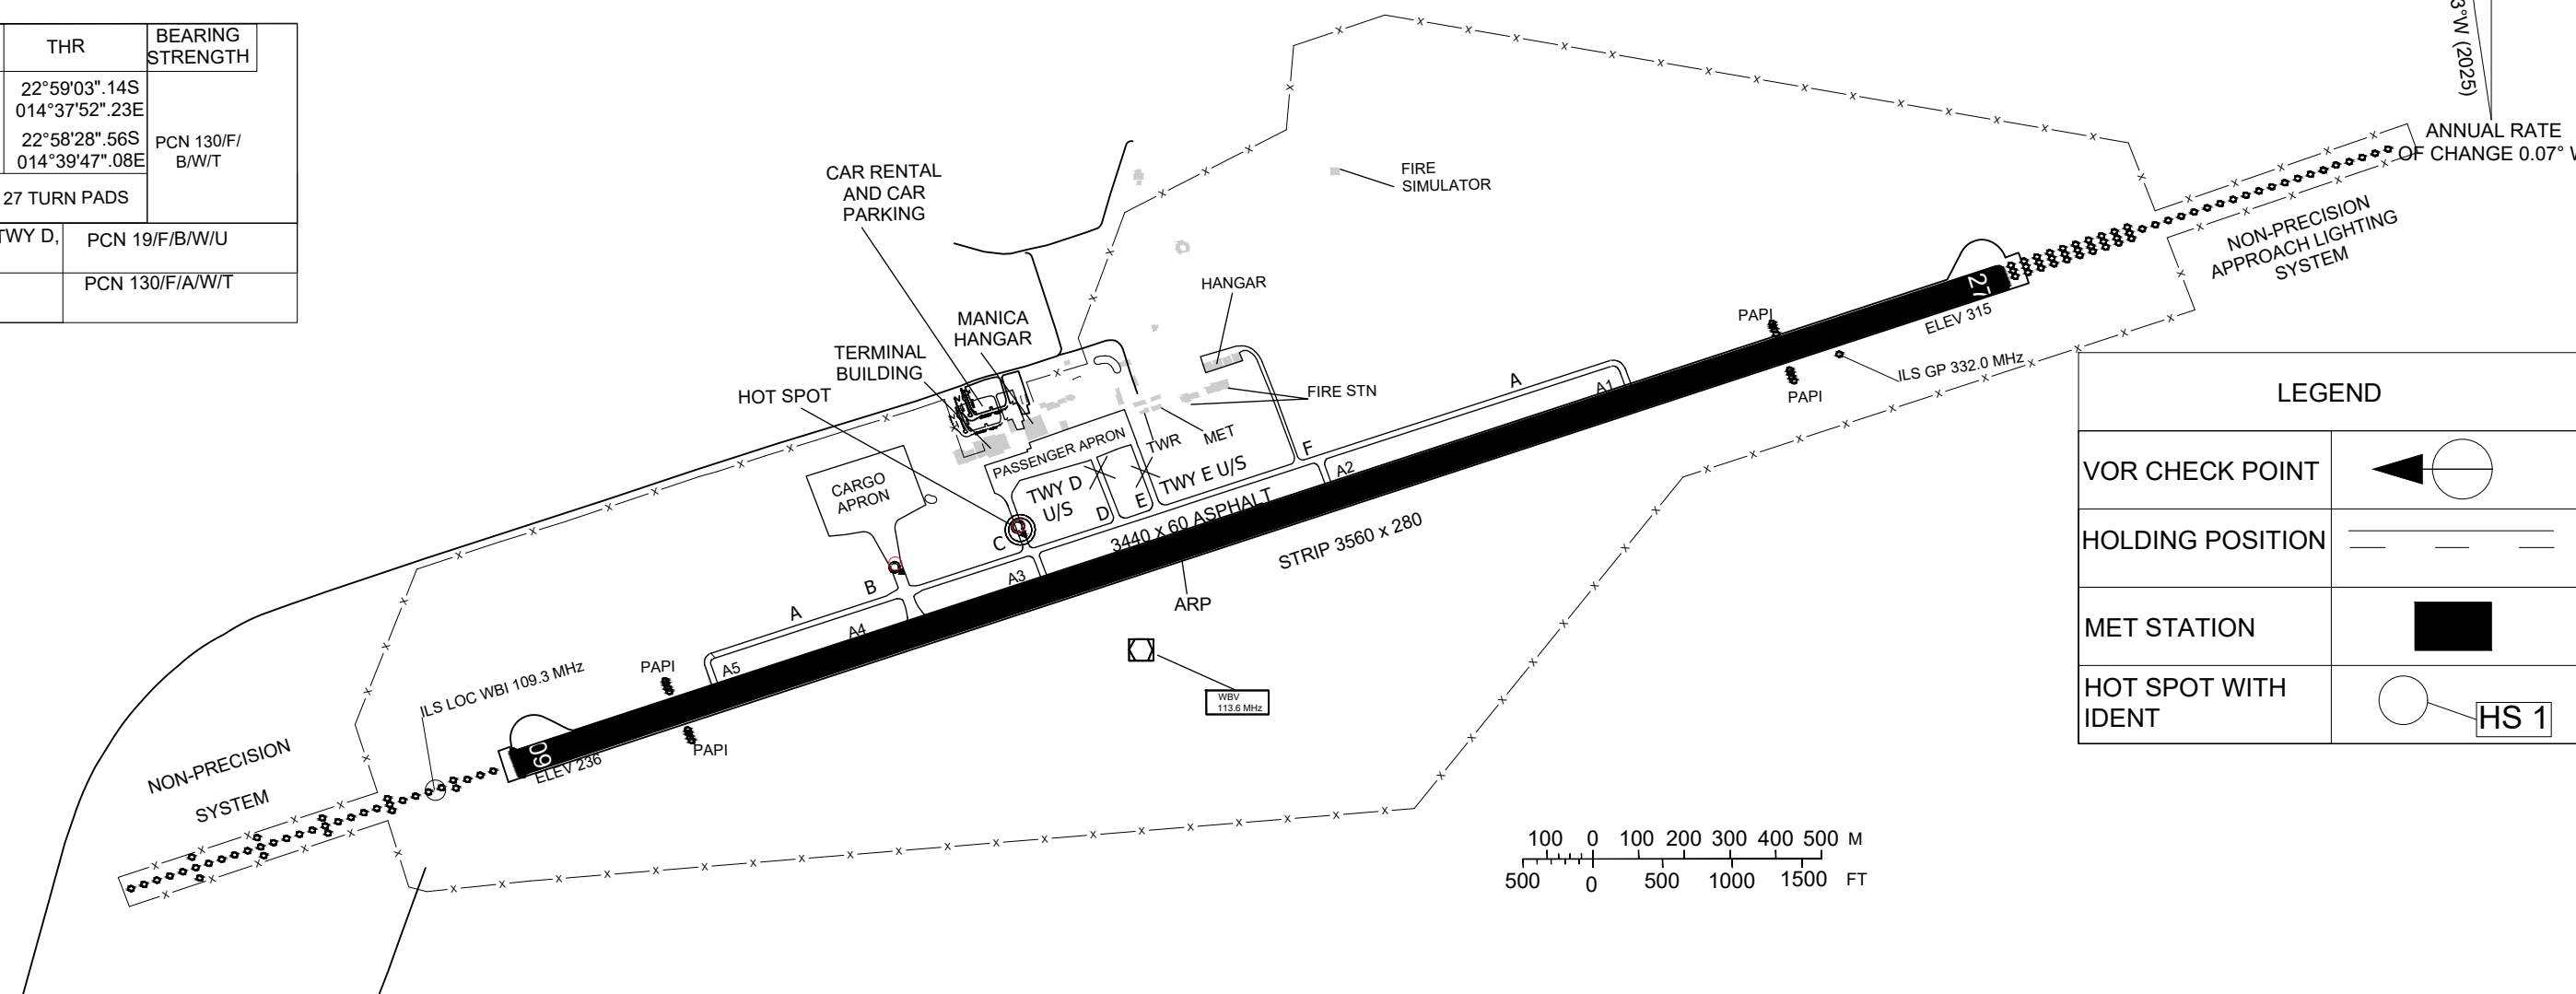 THR
BEARING
STRENGTH
22°59'03".14S
014°37'52".23E
22°58'28".56S
014°39'47".08E
PCN 130/F/
B/W/T
27 TURN PADS
TWY D,
PCN 19/F/B/W/U
PCN 130/F/A/W/T
3°W (2025)
ANNUAL RATE
OF CHANGE 0.07° W
CAR RENTAL
AND CAR
PARKING
FIRE
SIMULATOR
NON-PRECISION
APPROACH LIGHTING
SYSTEM
HANGAR
MANICA
HANGAR
TERMINAL
BUILDING
HOT SPOT
FIRE STN
PAPI
27
ELEV 315
ILS GP 332.0 MHz
PAPI
A
A1
PASSENGER APRON
TWR
MET
F
A2
CARGO
APRON
TWY D
U/S
TWY E U/S
D
E
C
3440 x 60 ASPHALT
STRIP 3560 x 280
A3
B
A
A4
ARP
A5
PAPI
ILS LOC WBI 109.3 MHz
WBV
113.6 MHz
PAPI
09
ELEV 236
NON-PRECISION
SYSTEM
LEGEND
VOR CHECK POINT
HOLDING POSITION
MET STATION
HOT SPOT WITH
IDENT
HS 1
100 0 100 200 300 400 500 M
500 0 500 1000 1500 FT